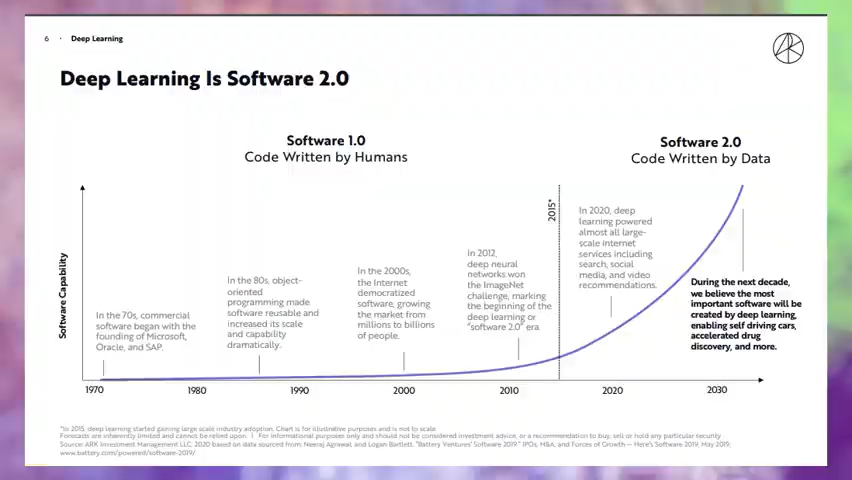 6 · Deep Learning
Deep Learning Is Software 2.0
Software 1.0
Code Written by Humans
Software 2.0
Code Written by Data
Software Capability
In the 70s, commercial
software began with the
founding of Microsoft,
Oracle, and SAP.
In the 80s, object-
oriented
programming made
software reusable and
increased its scale
and capability
dramatically.
In the 2000s,
the Internet
democratized
software, growing
the market from
millions to billions
of people.
In 2012,
deep neural
networks won
the ImageNet
challenge, marking
the beginning of the
deep learning or
"software 2.0" era.
2015*
In 2020, deep
learning powered
almost all large-
scale internet
services including
search, social
media, and video
recommendations.
During the next decade,
we believe the most
important software will be
created by deep learning,
enabling self driving cars,
accelerated drug
discovery, and more.
1970 1980 1990 2000 2010 2020 2030
*In 2015, deep learning started gaining large scale industry adoption. Chart is for illustrative purposes and is not to scale
Forecasts are inherently limited and cannot be relied upon. | For informational purposes only and should not be considered investment advice, or a recommendation to buy, sell or hold any particular security
Source: ARK Investment Management LLC, 2020 based on data sourced from: Neeraj Agrawal, and Logan Bartlett. "Battery Ventures' Software 2019." IPOs, M&A, and Forces of Growth — Here's Software 2019, May 2019,
www.battery.com/powered/software-2019/